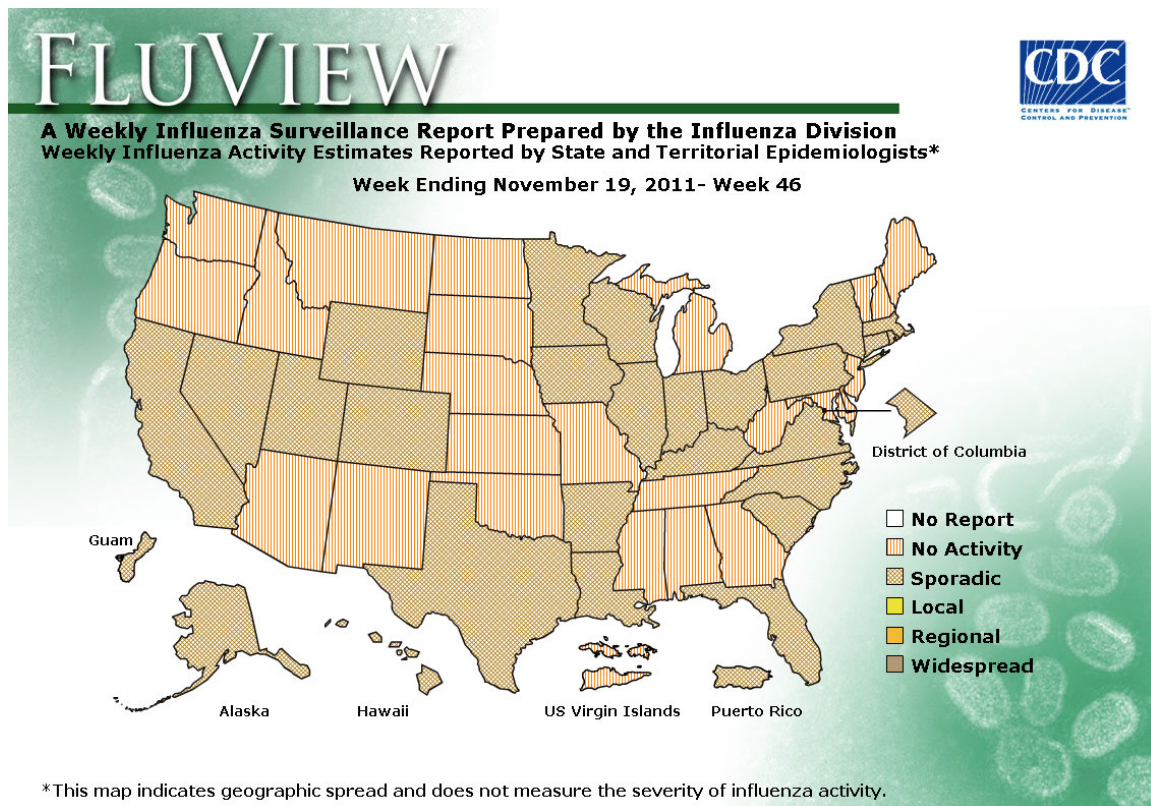 FLUVIEW
CDC
CENTERS FOR DISEASE™
CONTROL AND PREVENTION
A Weekly Influenza Surveillance Report Prepared by the Influenza Division
Weekly Influenza Activity Estimates Reported by State and Territorial Epidemiologists*
Week Ending November 19, 2011- Week 46
District of Columbia
No Report
No Activity
Sporadic
Local
Regional
Widespread
Guam
Alaska
Hawaii
US Virgin Islands
Puerto Rico
*This map indicates geographic spread and does not measure the severity of influenza activity.